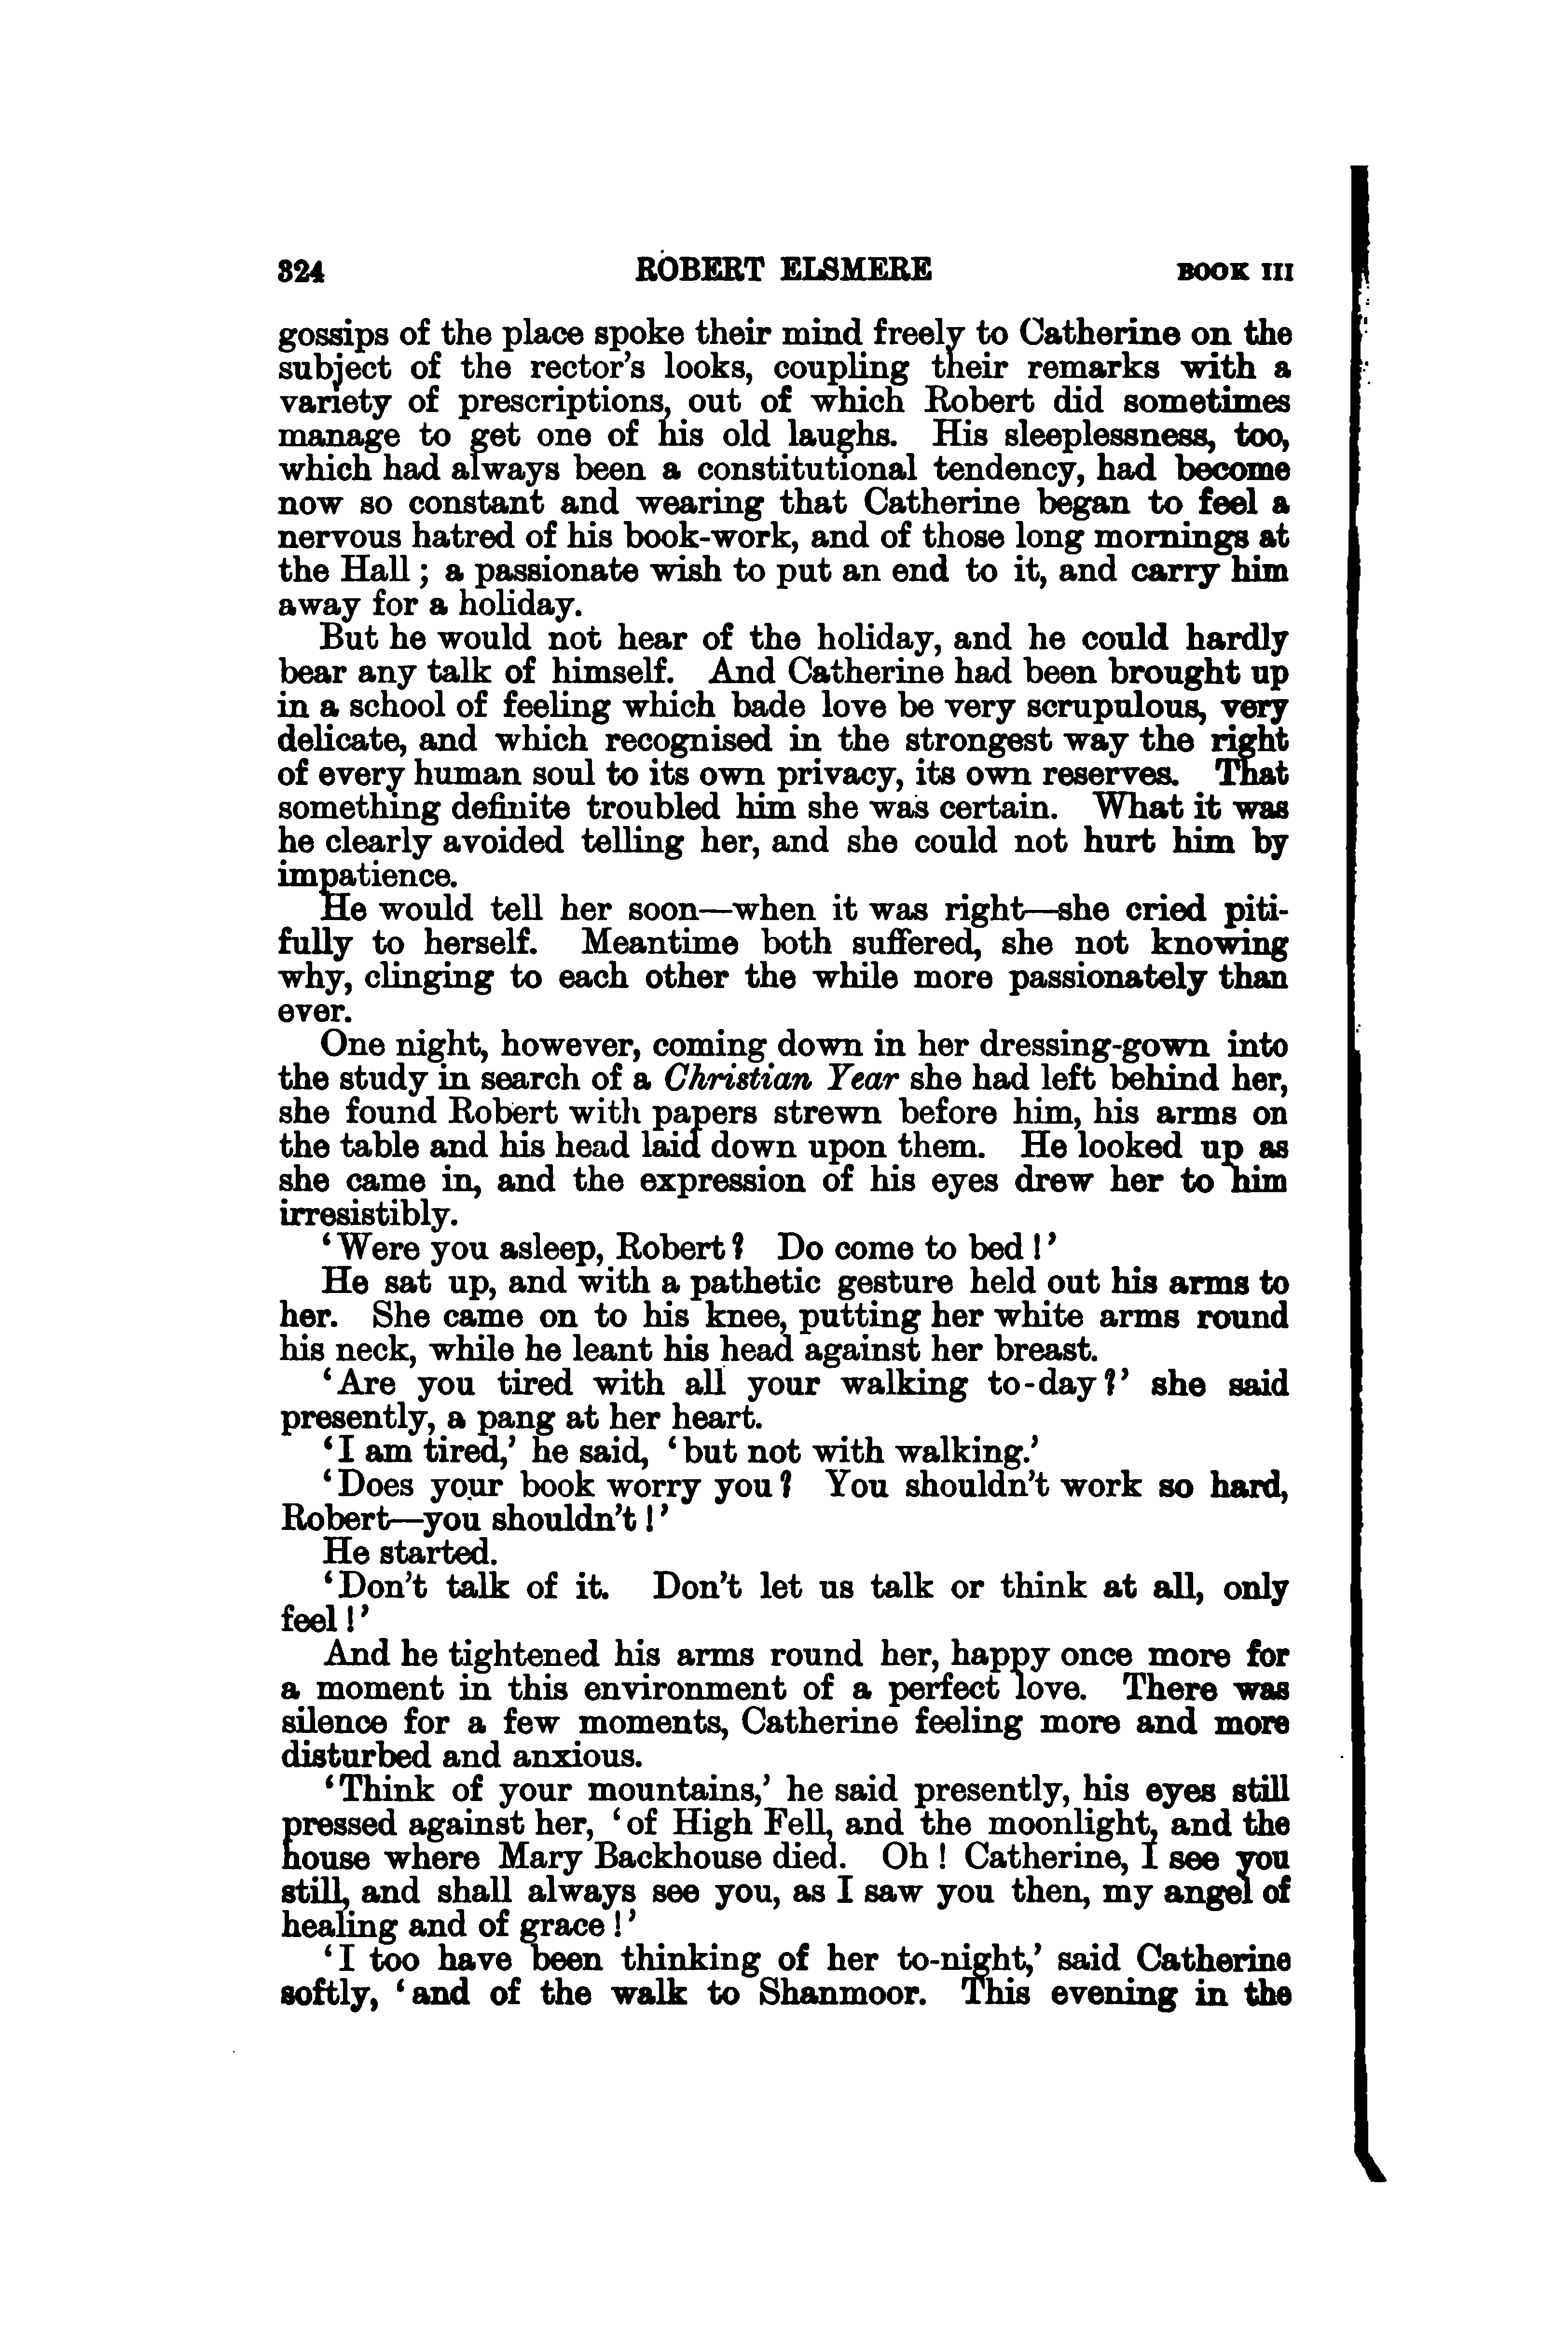 324 ROBERT ELSMERE BOOK III
gossips of the place spoke their mind freely to Catherine on the
subject of the rector's looks, coupling their remarks with a
variety of prescriptions, out of which Robert did sometimes
manage to get one of his old laughs. His sleeplessness, too,
which had always been a constitutional tendency, had become
now so constant and wearing that Catherine began to feel a
nervous hatred of his book-work, and of those long mornings at
the Hall; a passionate wish to put an end to it, and carry him
away for a holiday.
But he would not hear of the holiday, and he could hardly
bear any talk of himself. And Catherine had been brought up
in a school of feeling which bade love be very scrupulous, very
delicate, and which recognised in the strongest way the right
of every human soul to its own privacy, its own reserves. That
something definite troubled him she was certain. What it was
he clearly avoided telling her, and she could not hurt him by
impatience.
He would tell her soon—when it was right—she cried piti-
fully to herself. Meantime both suffered, she not knowing
why, clinging to each other the while more passionately than
ever.
One night, however, coming down in her dressing-gown into
the study in search of a Christian Year she had left behind her,
she found Robert with papers strewn before him, his arms on
the table and his head laid down upon them. He looked up as
she came in, and the expression of his eyes drew her to him
irresistibly.
‘Were you asleep, Robert? Do come to bed!’
He sat up, and with a pathetic gesture held out his arms to
her. She came on to his knee, putting her white arms round
his neck, while he leant his head against her breast.
‘Are you tired with all your walking to-day?’ she said
presently, a pang at her heart.
‘I am tired,’ he said, ‘but not with walking.’
‘Does your book worry you? You shouldn't work so hard,
Robert—you shouldn't!’
He started.
‘Don't talk of it. Don't let us talk or think at all, only
feel!’
And he tightened his arms round her, happy once more for
a moment in this environment of a perfect love. There was
silence for a few moments, Catherine feeling more and more
disturbed and anxious.
‘Think of your mountains,’ he said presently, his eyes still
pressed against her, ‘of High Fell, and the moonlight, and the
house where Mary Backhouse died. Oh! Catherine, I see you
still, and shall always see you, as I saw you then, my angel of
healing and of grace!’
‘I too have been thinking of her to-night,’ said Catherine
softly, ‘and of the walk to Shanmoor. This evening in the